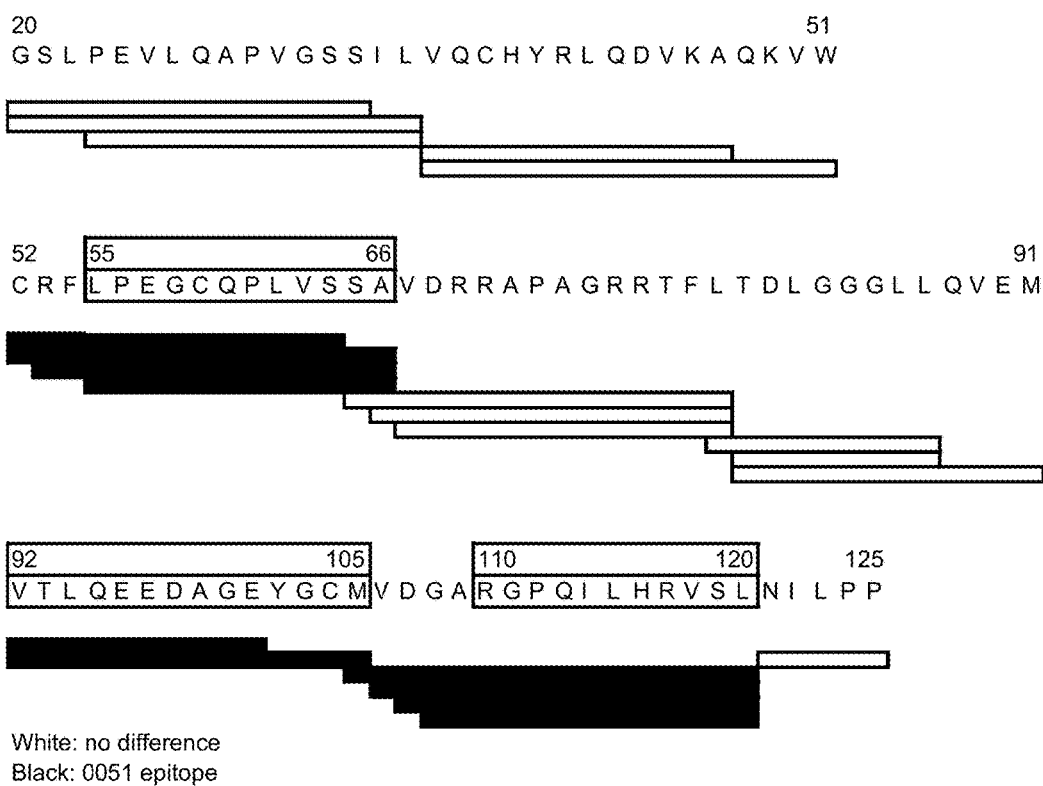 20 51
G S L P E V L Q A P V G S S I L V Q C H Y R L Q D V K A Q K V W
52 55 66 91
C R F L P E G C Q P L V S S A V D R R A P A G R R T F L T D L G G G L L Q V E M
92 105 110 120 125
V T L Q E E D A G E Y G C M V D G A R G P Q I L H R V S L N I L P P
White: no difference
Black: 0051 epitope